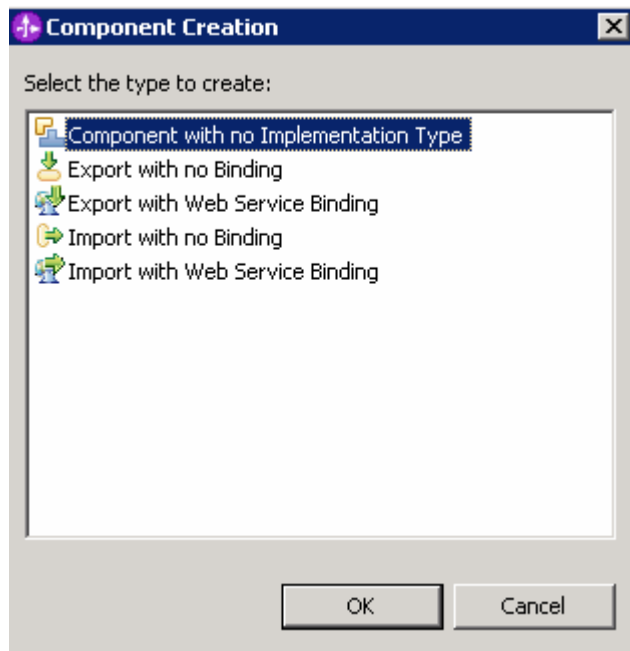 Component Creation
Select the type to create:
Component with no Implementation Type
Export with no Binding
Export with Web Service Binding
Import with no Binding
Import with Web Service Binding
OK
Cancel